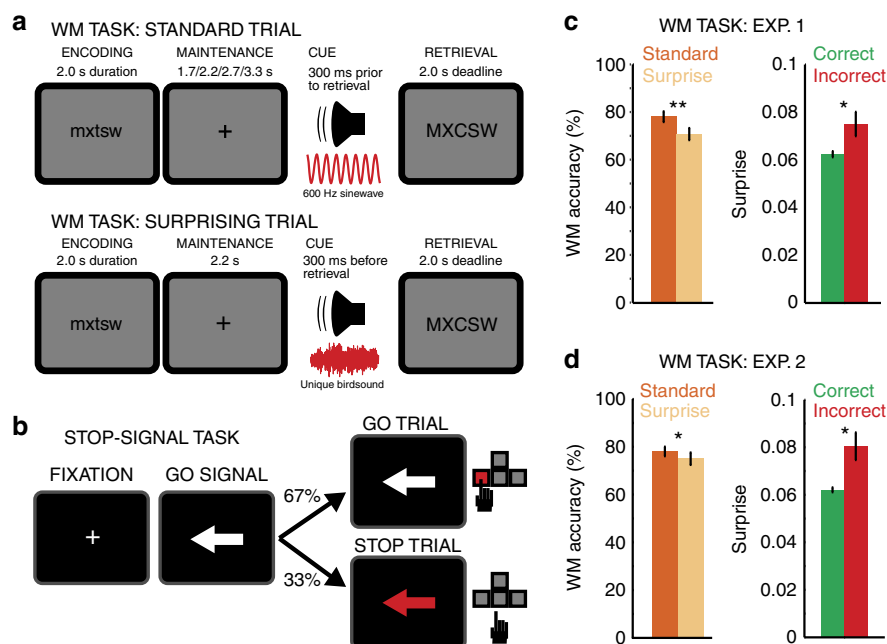 a
WM TASK: STANDARD TRIAL
ENCODING
2.0 s duration
MAINTENANCE
1.7/2.2/2.7/3.3 s
CUE
300 ms prior
to retrieval
RETRIEVAL
2.0 s deadline
mxtsw
+
600 Hz sinewave
MXCSW
WM TASK: SURPRISING TRIAL
ENCODING
2.0 s duration
MAINTENANCE
2.2 s
CUE
300 ms before
retrieval
RETRIEVAL
2.0 s deadline
mxtsw
+
Unique birdsound
MXCSW
b
STOP-SIGNAL TASK
FIXATION
GO SIGNAL
+
67%
33%
GO TRIAL
STOP TRIAL
c
WM TASK: EXP. 1
Standard
Surprise
WM accuracy (%)
100
80
60
40
20
0
**
Correct
Incorrect
Surprise
0.1
0.08
0.06
0.04
0.02
0
*
d
WM TASK: EXP. 2
Standard
Surprise
WM accuracy (%)
100
80
60
40
20
0
*
Correct
Incorrect
Surprise
0.1
0.08
0.06
0.04
0.02
0
*